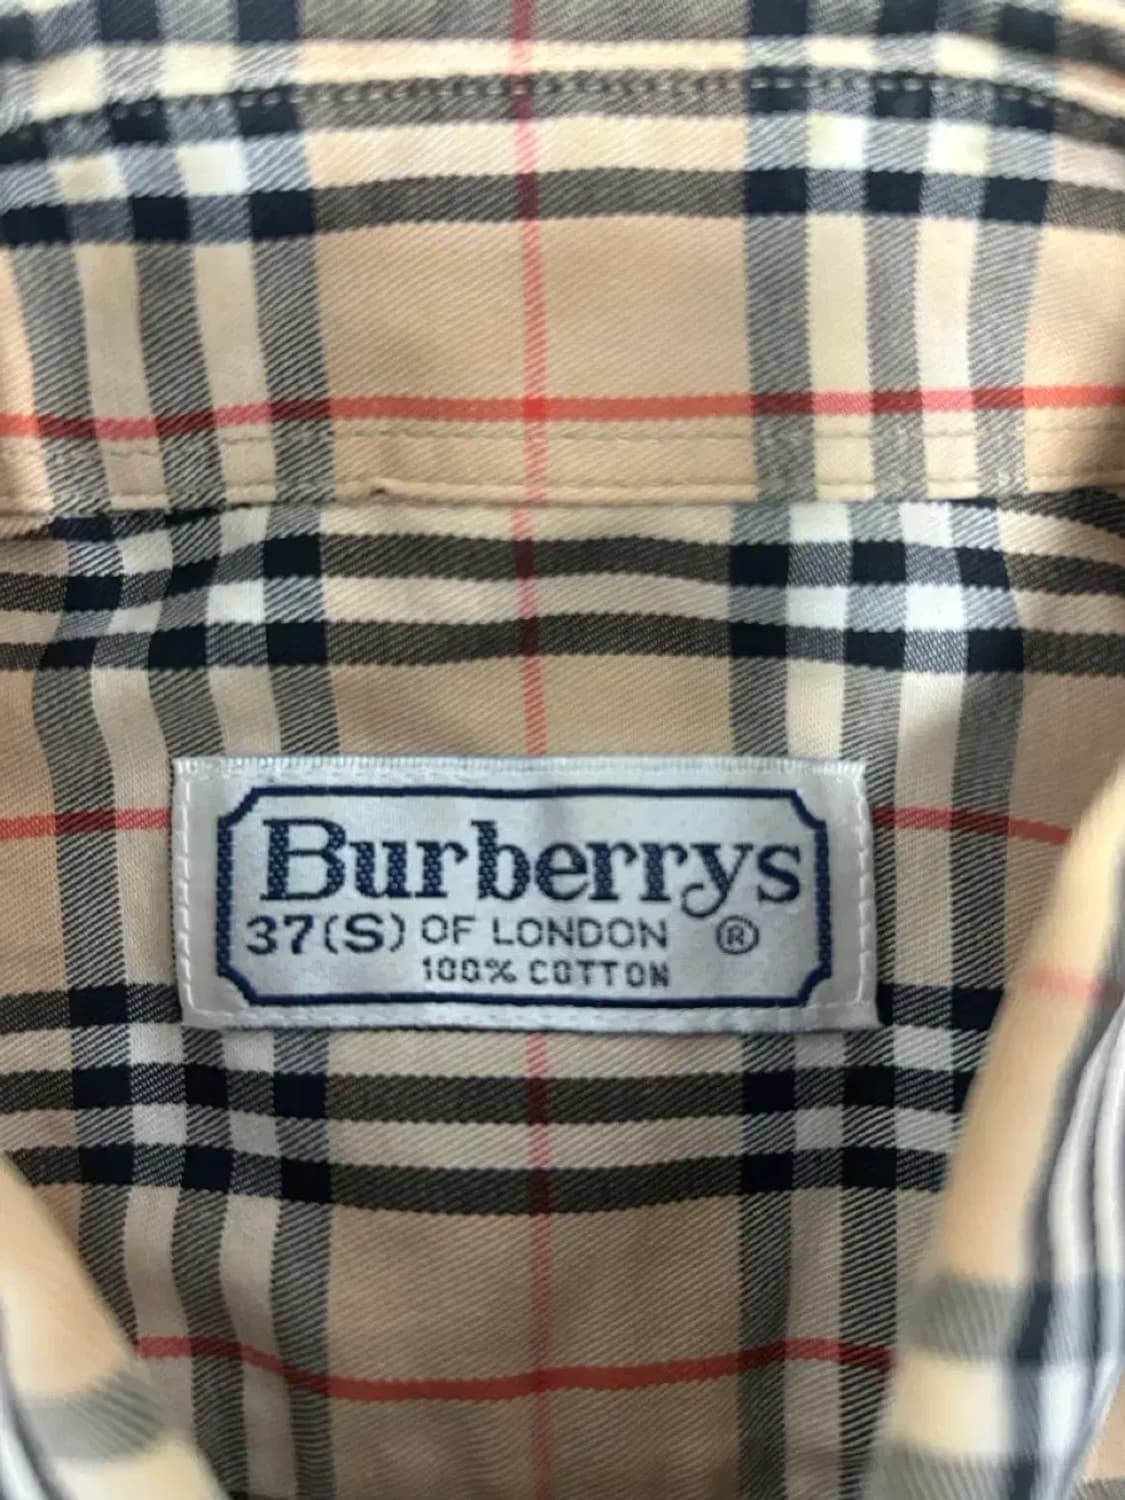 Burberrys
37(S) OF LONDON ®
100% COTTON